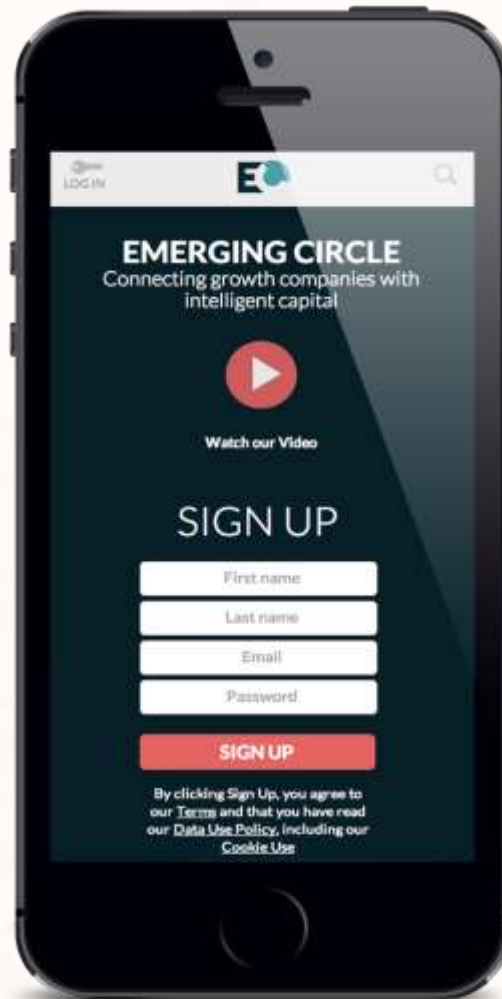 LOG IN
EC
EMERGING CIRCLE
Connecting growth companies with
intelligent capital
Watch our Video
SIGN UP
First name
Last name
Email
Password
SIGN UP
By clicking Sign Up, you agree to
our Terms and that you have read
our Data Use Policy, including our
Cookie Use